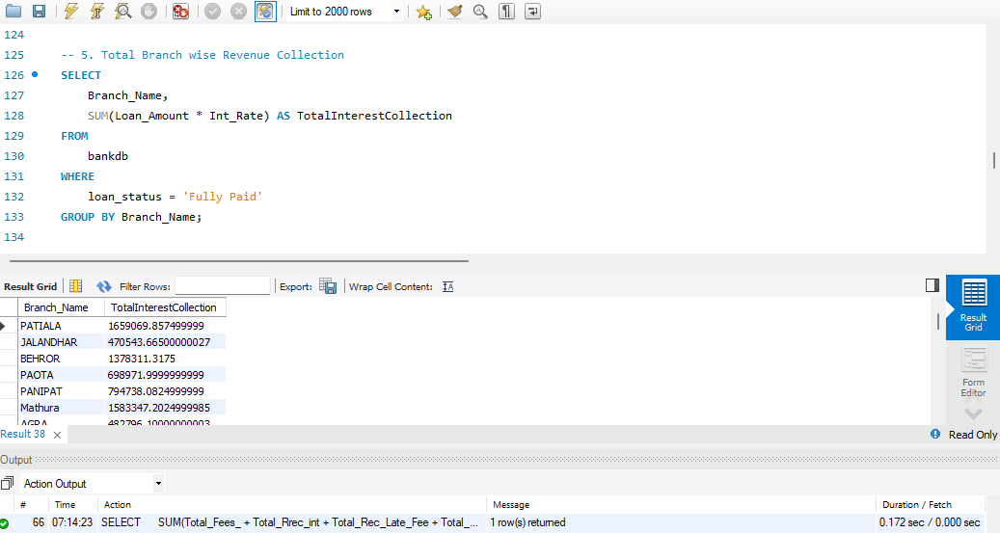 Limit to 2000 rows
124
125 -- 5. Total Branch wise Revenue Collection
126 SELECT
127 Branch_Name,
128 SUM(Loan_Amount * Int_Rate) AS TotalInterestCollection
129 FROM
130 bankdb
131 WHERE
132 loan_status = 'Fully Paid'
133 GROUP BY Branch_Name;
134
Result Grid Filter Rows: Export: Wrap Cell Content: IA
Branch_Name TotalInterestCollection
PATIALA 1659069.857499999
JALANDHAR 470543.66500000027
BEHROR 1378311.3175
PAOTA 698971.9999999999
PANIPAT 794738.0824999999
Mathura 1583347.2024999985
AGRA 482796.10000000003
Result
Grid
Form
Editor
Result 38 Read Only
Output
Action Output
# Time Action Message Duration / Fetch
66 07:14:23 SELECT SUM(Total_Fees_ + Total_Rrec_int + Total_Rec_Late_Fee + Total_... 1 row(s) returned 0.172 sec / 0.000 sec